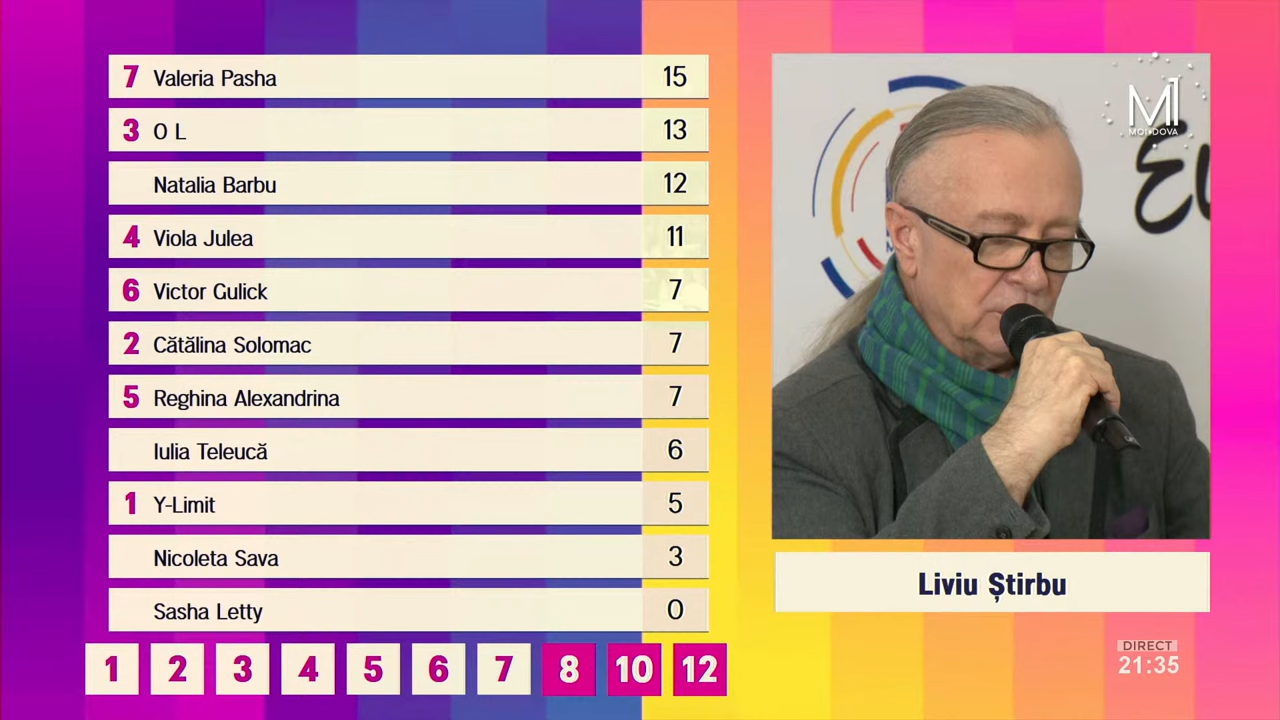 7 Valeria Pasha 15
3 O L 13
Natalia Barbu 12
4 Viola Julea 11
6 Victor Gulick 7
2 Cătălina Solomac 7
5 Reghina Alexandrina 7
Iulia Teleucă 6
1 Y-Limit 5
Nicoleta Sava 3
Sasha Letty 0
1 2 3 4 5 6 7 8 10 12
M1
MOLDOVA
Liviu Știrbu
DIRECT
21:35